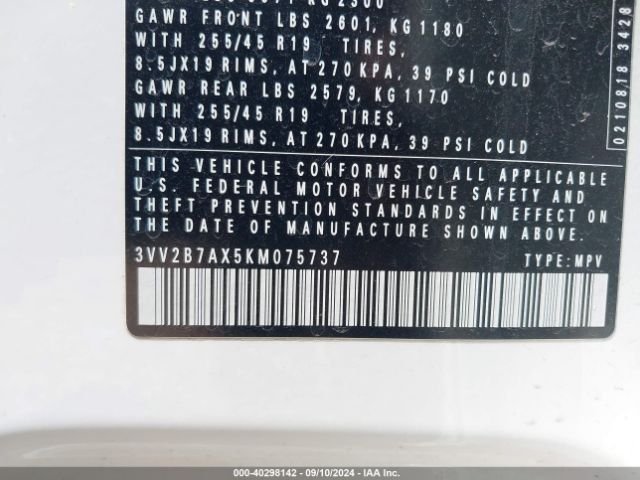 GAWR FRONT LBS 2601, KG 1180
WITH 255/45 R19 TIRES,
8.5JX19 RIMS, AT 270 KPA, 39 PSI COLD
GAWR REAR LBS 2579, KG 1170
WITH 255/45 R19 TIRES,
8.5JX19 RIMS, AT 270 KPA, 39 PSI COLD
THIS VEHICLE CONFORMS TO ALL APPLICABLE
U.S. FEDERAL MOTOR VEHICLE SAFETY AND
THEFT PREVENTION STANDARDS IN EFFECT ON
THE DATE OF MANUFACTURE SHOWN ABOVE.
3VV2B7AX5KM075737 TYPE: MPV
0210818 3428
000-40298142 / 09/10/2024 / IAA Inc.